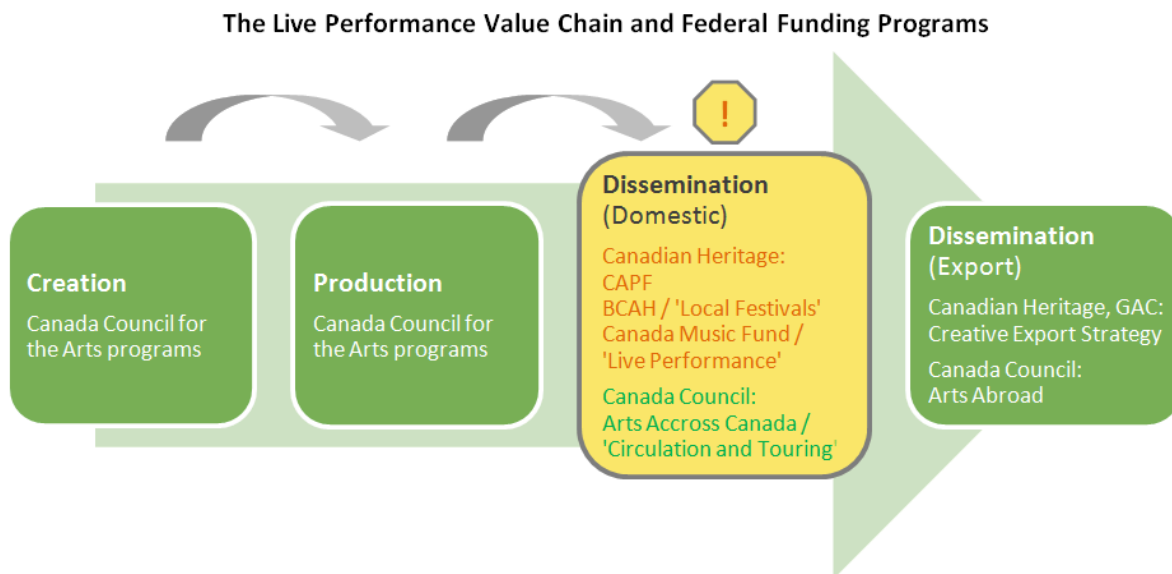 The Live Performance Value Chain and Federal Funding Programs
Creation
Canada Council for
the Arts programs
Production
Canada Council for
the Arts programs
!
Dissemination
(Domestic)
Canadian Heritage:
CAPF
BCAH / 'Local Festivals'
Canada Music Fund /
'Live Performance'
Canada Council:
Arts Accross Canada /
'Circulation and Touring'
Dissemination
(Export)
Canadian Heritage, GAC:
Creative Export Strategy
Canada Council:
Arts Abroad